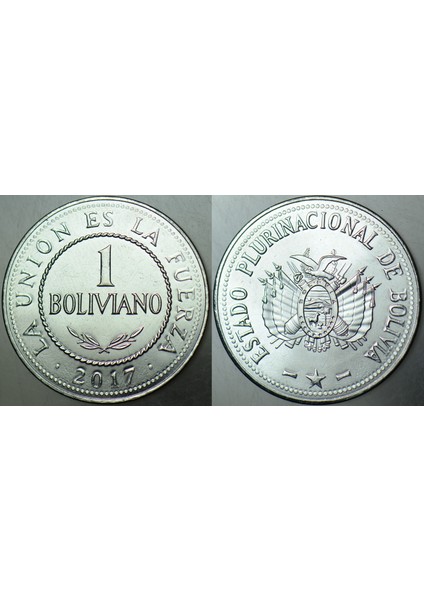 LA UNION ES LA FUERZA
1
BOLIVIANO
2017
ESTADO PLURINACIONAL DE BOLIVIA